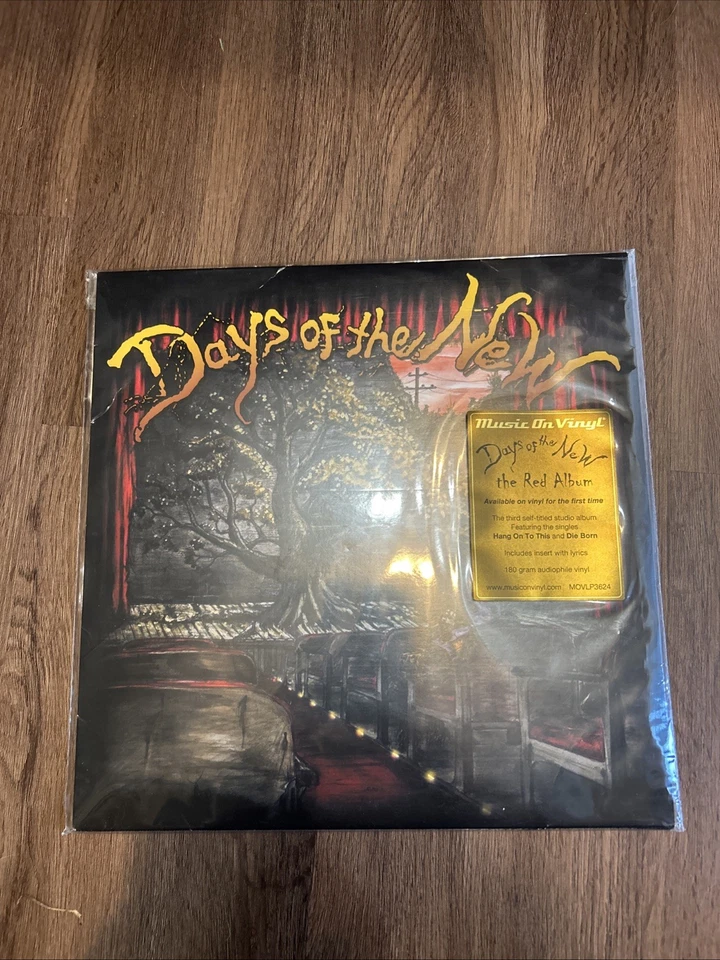 Days of the New
Music On Vinyl
Days of the New
the Red Album
Available on vinyl for the first time
The third self-titled studio album
Featuring the singles
Hang On To This and Die Born
Includes insert with lyrics
180 gram audiophile vinyl
www.musiconvinyl.com MOVLP3624